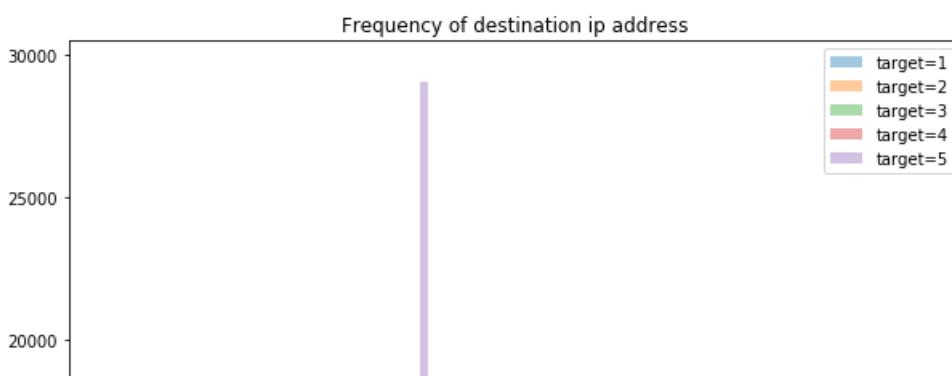 Frequency of destination ip address
30000
target=1
target=2
target=3
target=4
target=5
25000
20000